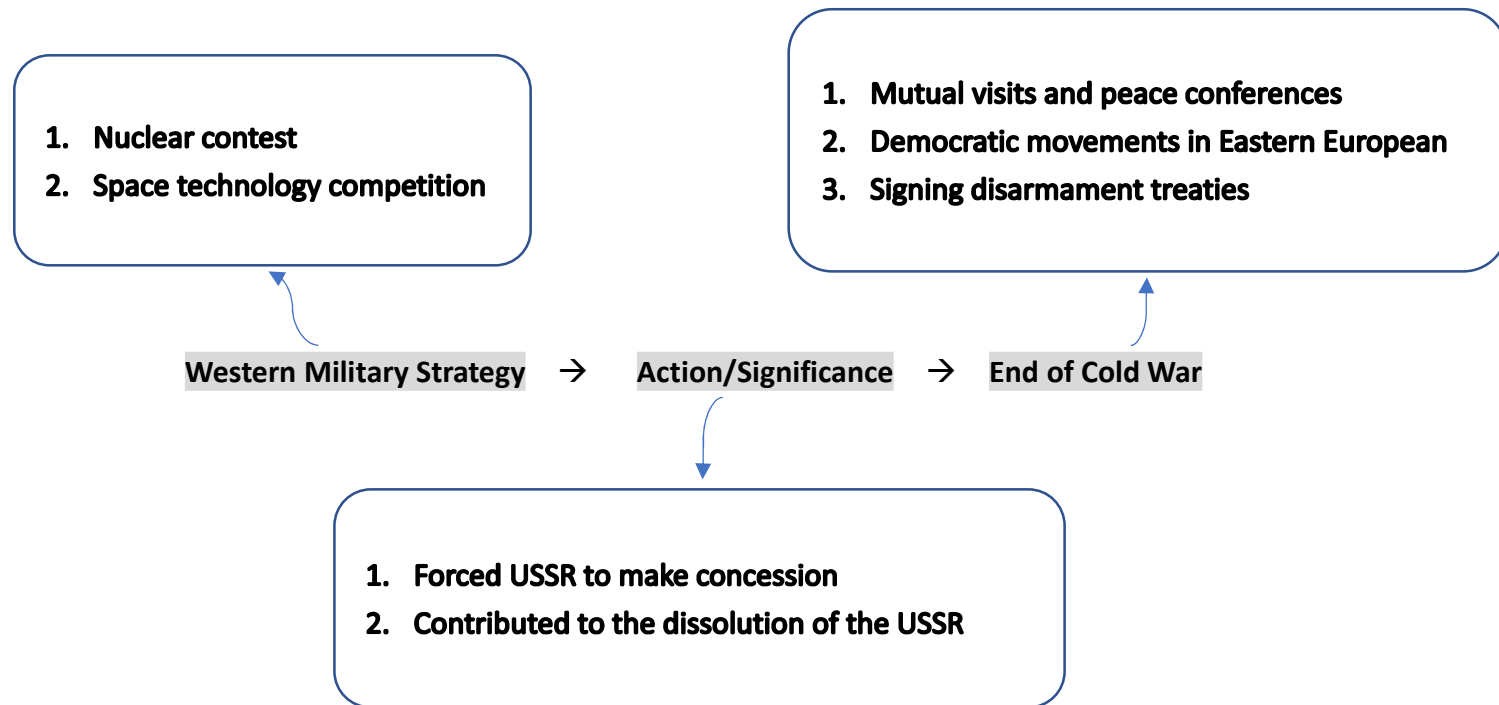 1. Nuclear contest
2. Space technology competition
1. Mutual visits and peace conferences
2. Democratic movements in Eastern European
3. Signing disarmament treaties
Western Military Strategy → Action/Significance → End of Cold War
1. Forced USSR to make concession
2. Contributed to the dissolution of the USSR